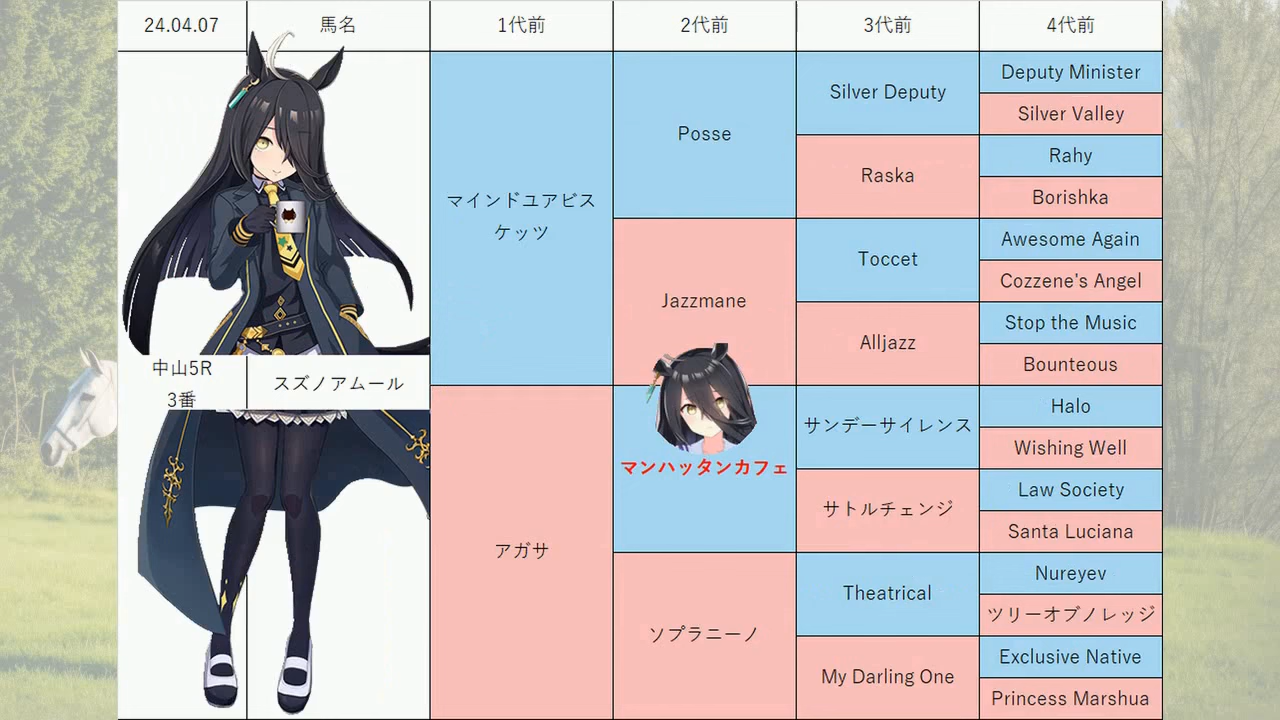 24.04.07
馬名
1代前
2代前
3代前
4代前
中山5R
3番
スズノアムール
マインドユアビス
ケッツ
アガサ
Posse
Jazzmane
マンハッタンカフェ
ソプラニーノ
Silver Deputy
Raska
Toccet
Alljazz
サンデーサイレンス
サトルチェンジ
Theatrical
My Darling One
Deputy Minister
Silver Valley
Rahy
Borishka
Awesome Again
Cozzene's Angel
Stop the Music
Bounteous
Halo
Wishing Well
Law Society
Santa Luciana
Nureyev
ツリーオブノレッジ
Exclusive Native
Princess Marshua